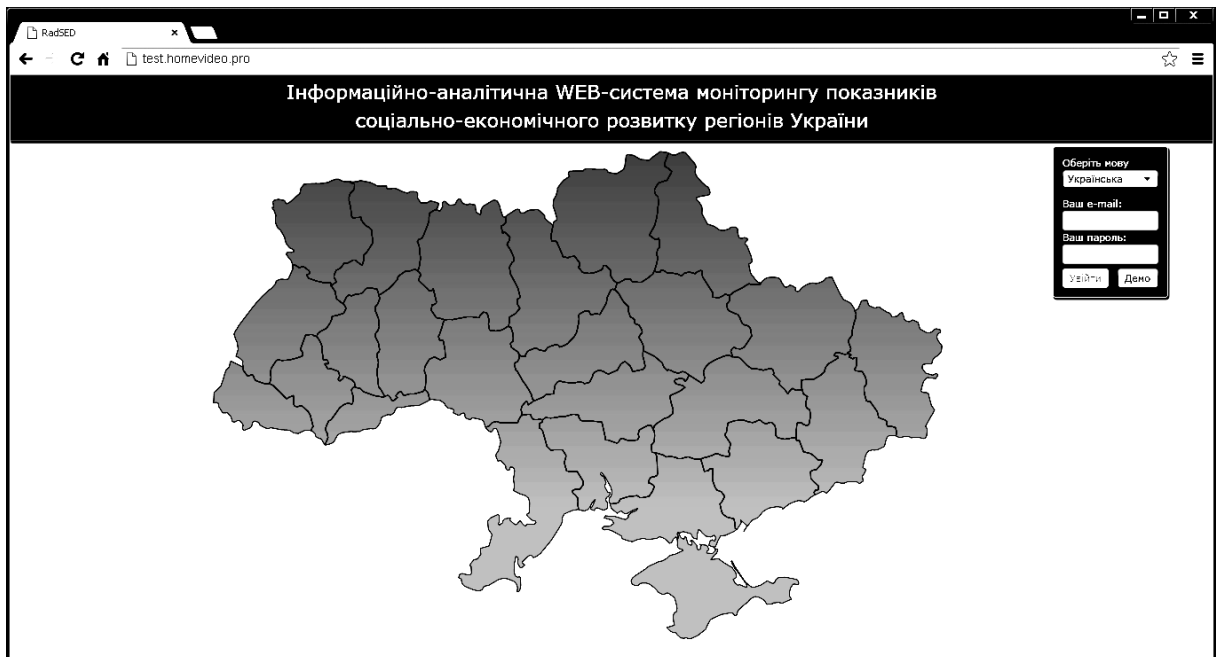 RadSED
test.homevideo.pro
Інформаційно-аналітична WEB-система моніторингу показників
соціально-економічного розвитку регіонів України
Оберіть мову
Українська
Ваш e-mail:
Ваш пароль:
Увійти Демо